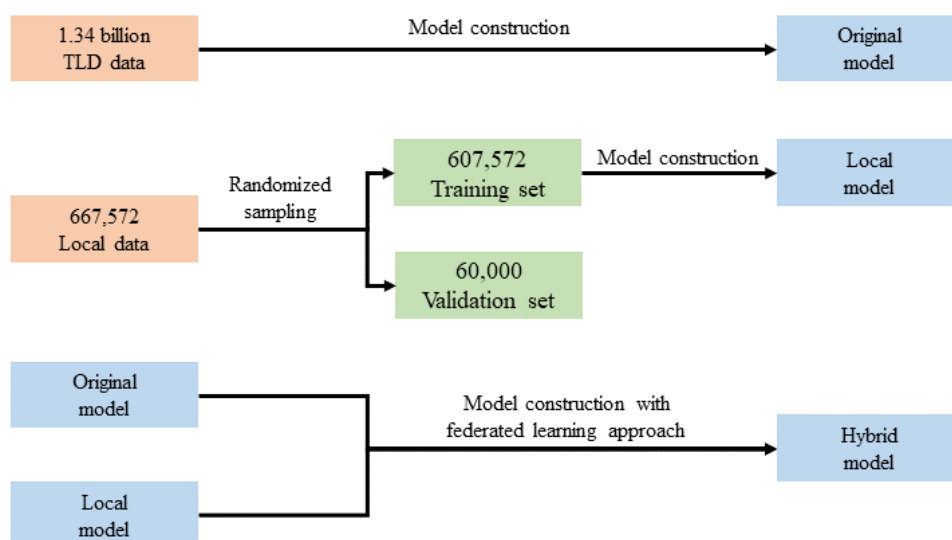 1.34 billion
TLD data
Model construction
Original
model
667,572
Local data
Randomized
sampling
607,572
Training set
Model construction
Local
model
60,000
Validation set
Original
model
Local
model
Model construction with
federated learning approach
Hybrid
model